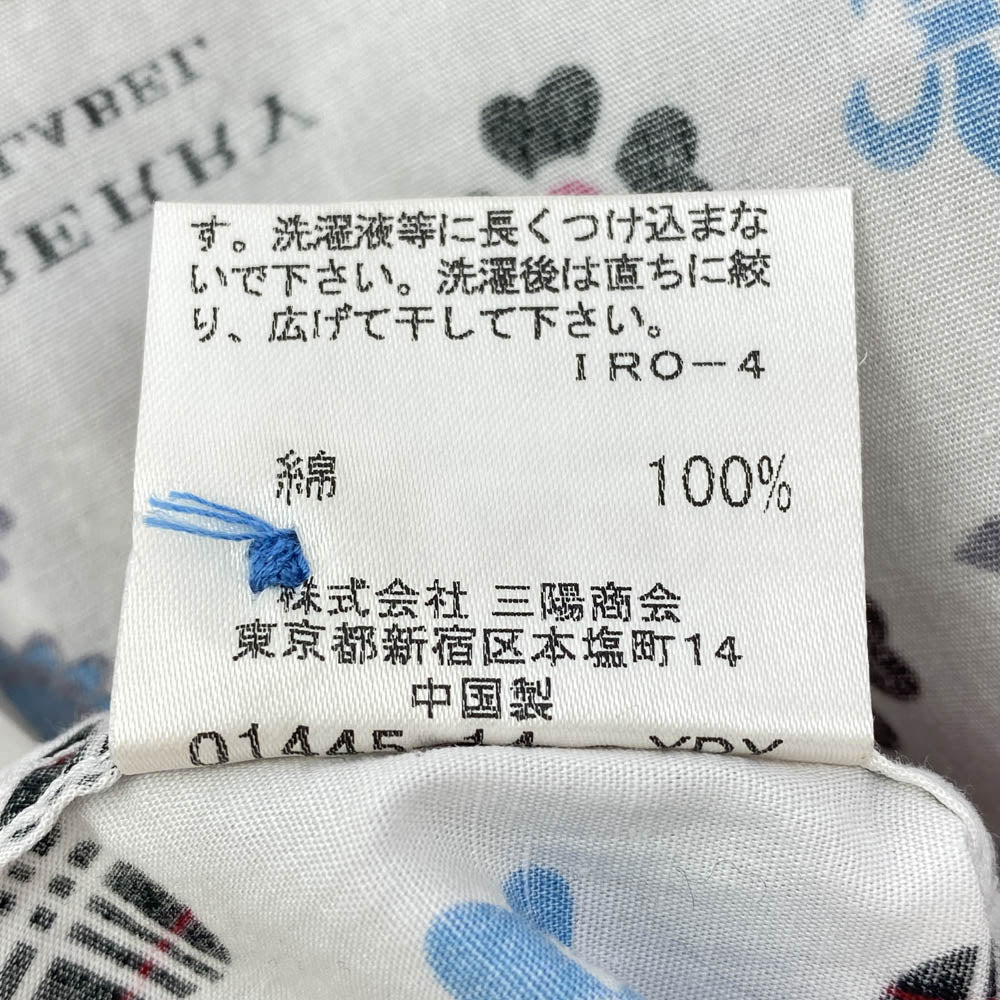 す。洗濯液等に長くつけ込まな
いで下さい。洗濯後は直ちに絞
り、広げて干して下さい。
IRO-4
綿 100%
株式会社 三陽商会
東京都新宿区本塩町14
中国製
01445